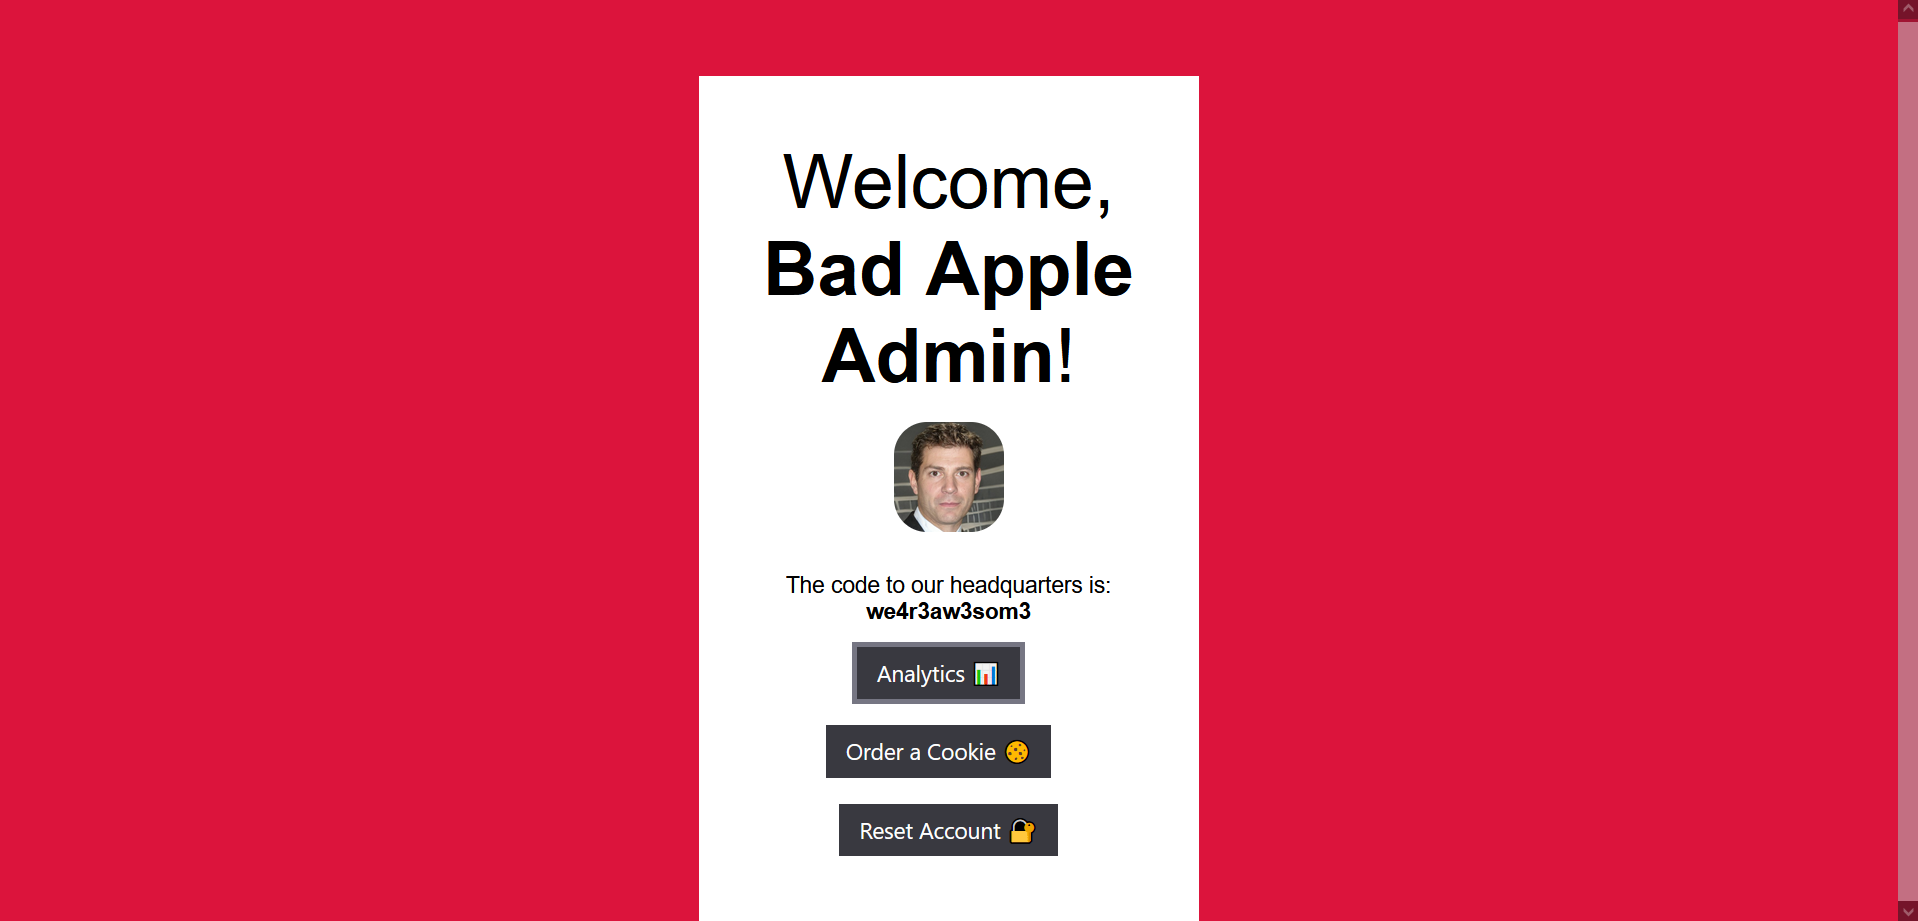 Welcome,
Bad Apple
Admin!
The code to our headquarters is:
we4r3aw3som3
Analytics 📊
Order a Cookie 🍪
Reset Account 🔐